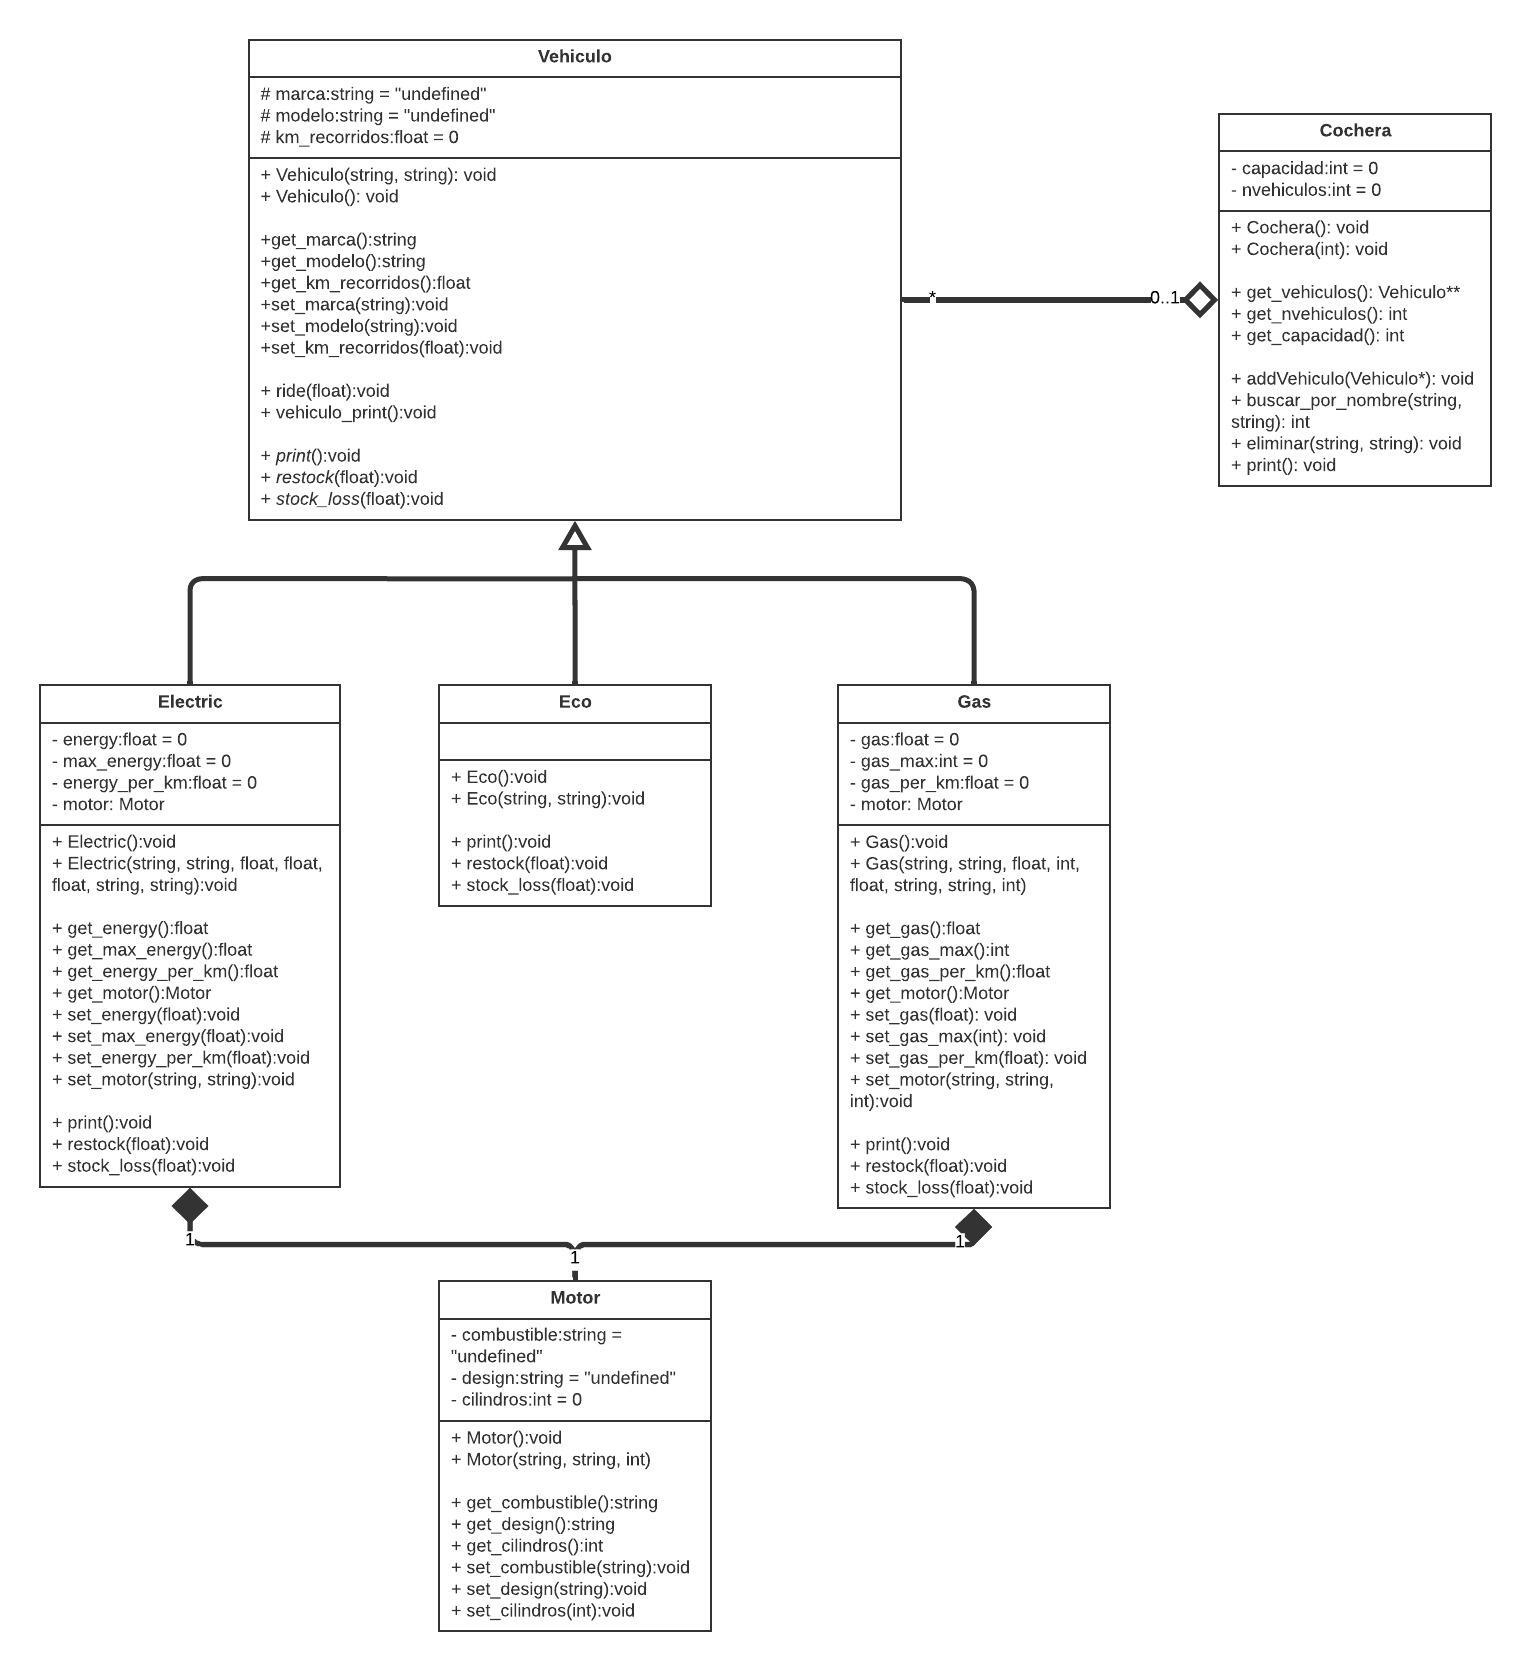 Vehiculo
# marca:string = "undefined"
# modelo:string = "undefined"
# km_recorridos:float = 0
+ Vehiculo(string, string): void
+ Vehiculo(): void
+get_marca():string
+get_modelo():string
+get_km_recorridos():float
+set_marca(string):void
+set_modelo(string):void
+set_km_recorridos(float):void
+ ride(float):void
+ vehiculo_print():void
+ print():void
+ restock(float):void
+ stock_loss(float):void
*
0..1
Cochera
- capacidad:int = 0
- nvehiculos:int = 0
+ Cochera(): void
+ Cochera(int): void
+ get_vehiculos(): Vehiculo**
+ get_nvehiculos(): int
+ get_capacidad(): int
+ addVehiculo(Vehiculo*): void
+ buscar_por_nombre(string,
string): int
+ eliminar(string, string): void
+ print(): void
Electric
- energy:float = 0
- max_energy:float = 0
- energy_per_km:float = 0
- motor: Motor
+ Electric():void
+ Electric(string, string, float, float,
float, string, string):void
+ get_energy():float
+ get_max_energy():float
+ get_energy_per_km():float
+ get_motor():Motor
+ set_energy(float):void
+ set_max_energy(float):void
+ set_energy_per_km(float):void
+ set_motor(string, string):void
+ print():void
+ restock(float):void
+ stock_loss(float):void
Eco
+ Eco():void
+ Eco(string, string):void
+ print():void
+ restock(float):void
+ stock_loss(float):void
Gas
- gas:float = 0
- gas_max:int = 0
- gas_per_km:float = 0
- motor: Motor
+ Gas():void
+ Gas(string, string, float, int,
float, string, string, int)
+ get_gas():float
+ get_gas_max():int
+ get_gas_per_km():float
+ get_motor():Motor
+ set_gas(float): void
+ set_gas_max(int): void
+ set_gas_per_km(float): void
+ set_motor(string, string,
int):void
+ print():void
+ restock(float):void
+ stock_loss(float):void
1
1
1
Motor
- combustible:string =
"undefined"
- design:string = "undefined"
- cilindros:int = 0
+ Motor():void
+ Motor(string, string, int)
+ get_combustible():string
+ get_design():string
+ get_cilindros():int
+ set_combustible(string):void
+ set_design(string):void
+ set_cilindros(int):void